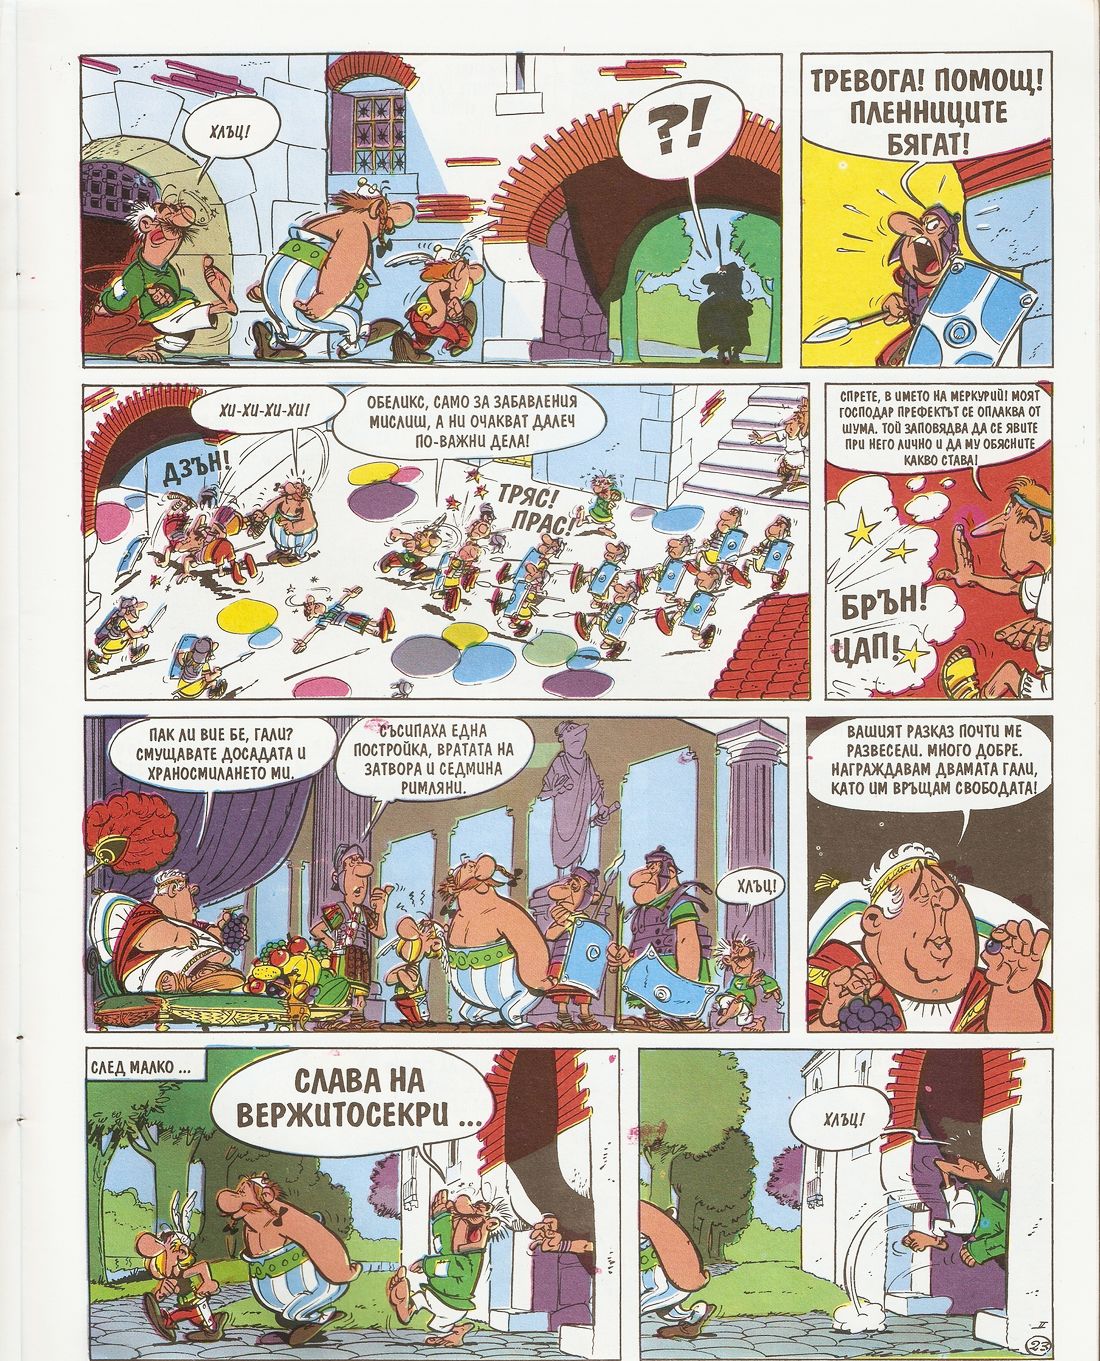 ХЛЪЦ!
?!
ТРЕВОГА! ПОМОЩ!
ПЛЕННИЦИТЕ
БЯГАТ!
ДЗЪН!
ХИ-ХИ-ХИ-ХИ!
ОБЕЛИКС, САМО ЗА ЗАБАВЛЕНИЯ
МИСЛИШ, А НИ ОЧАКВАТ ДАЛЕЧ
ПО-ВАЖНИ ДЕЛА!
ТРЯС!
ПРАС!
СПРЕТЕ, В ИМЕТО НА МЕРКУРИЙ! МОЯТ
ГОСПОДАР ПРЕФЕКТЪТ СЕ ОПЛАКВА ОТ
ШУМА. ТОЙ ЗАПОВЯДВА ДА СЕ ЯВИТЕ
ПРИ НЕГО ЛИЧНО И ДА МУ ОБЯСНИТЕ
КАКВО СТАВА!
БРЪН!
ЦАП!
ПАК ЛИ ВИЕ БЕ, ГАЛИ?
СМУЩАВАТЕ ДОСАДАТА И
ХРАНОСМИЛАНЕТО МИ.
СЪСИПАХА ЕДНА
ПОСТРОЙКА, ВРАТАТА НА
ЗАТВОРА И СЕДМИНА
РИМЛЯНИ.
ХЛЪЦ!
ВАШИЯТ РАЗКАЗ ПОЧТИ МЕ
РАЗВЕСЕЛИ. МНОГО ДОБРЕ.
НАГРАЖДАВАМ ДВАМАТА ГАЛИ,
КАТО ИМ ВРЪЩАМ СВОБОДАТА!
СЛЕД МАЛКО ...
СЛАВА НА
ВЕРЖИТОСЕКРИ ...
ХЛЪЦ!
II
23